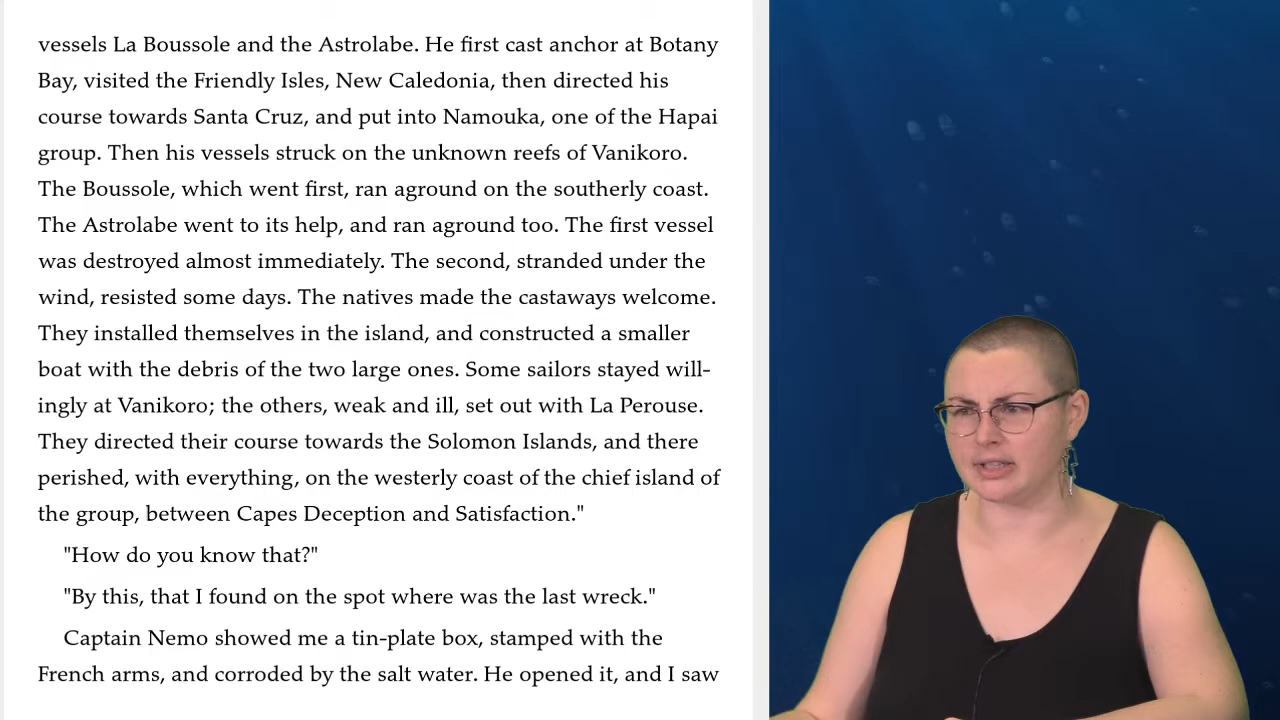 vessels La Boussole and the Astrolabe. He first cast anchor at Botany
Bay, visited the Friendly Isles, New Caledonia, then directed his
course towards Santa Cruz, and put into Namouka, one of the Hapai
group. Then his vessels struck on the unknown reefs of Vanikoro.
The Boussole, which went first, ran aground on the southerly coast.
The Astrolabe went to its help, and ran aground too. The first vessel
was destroyed almost immediately. The second, stranded under the
wind, resisted some days. The natives made the castaways welcome.
They installed themselves in the island, and constructed a smaller
boat with the debris of the two large ones. Some sailors stayed will-
ingly at Vanikoro; the others, weak and ill, set out with La Perouse.
They directed their course towards the Solomon Islands, and there
perished, with everything, on the westerly coast of the chief island of
the group, between Capes Deception and Satisfaction."
"How do you know that?"
"By this, that I found on the spot where was the last wreck."
Captain Nemo showed me a tin-plate box, stamped with the
French arms, and corroded by the salt water. He opened it, and I saw